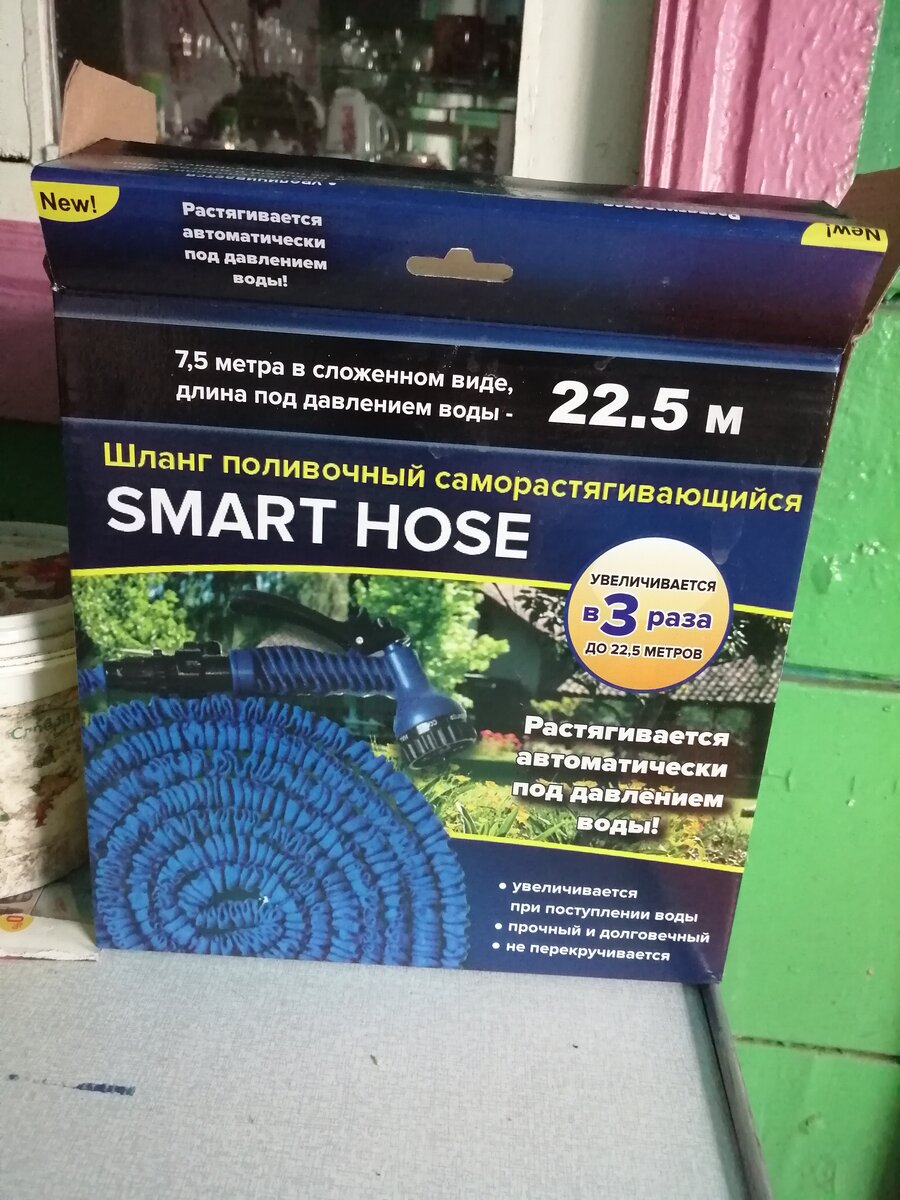 New!
Растягивается
автоматически
под давлением
воды!
New!
7,5 метра в сложенном виде,
длина под давлением воды -
22.5 м
Шланг поливочный саморастягивающийся
SMART HOSE
УВЕЛИЧИВАЕТСЯ
в 3 раза
ДО 22,5 МЕТРОВ
Растягивается
автоматически
под давлением
воды!
• увеличивается
при поступлении воды
• прочный и долговечный
• не перекручивается